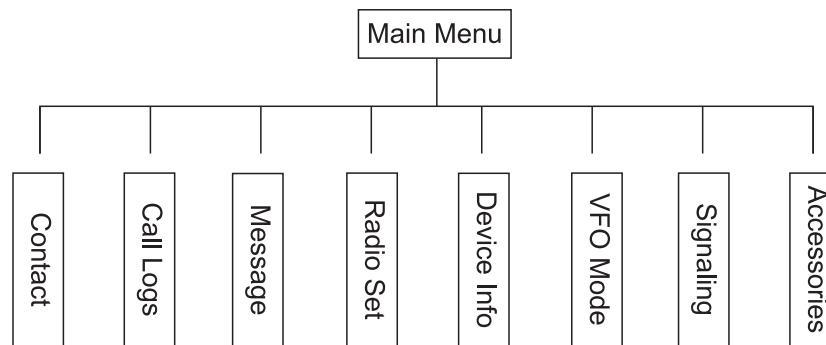 Main Menu
Contact
Call Logs
Message
Radio Set
Device Info
VFO Mode
Signaling
Accessories